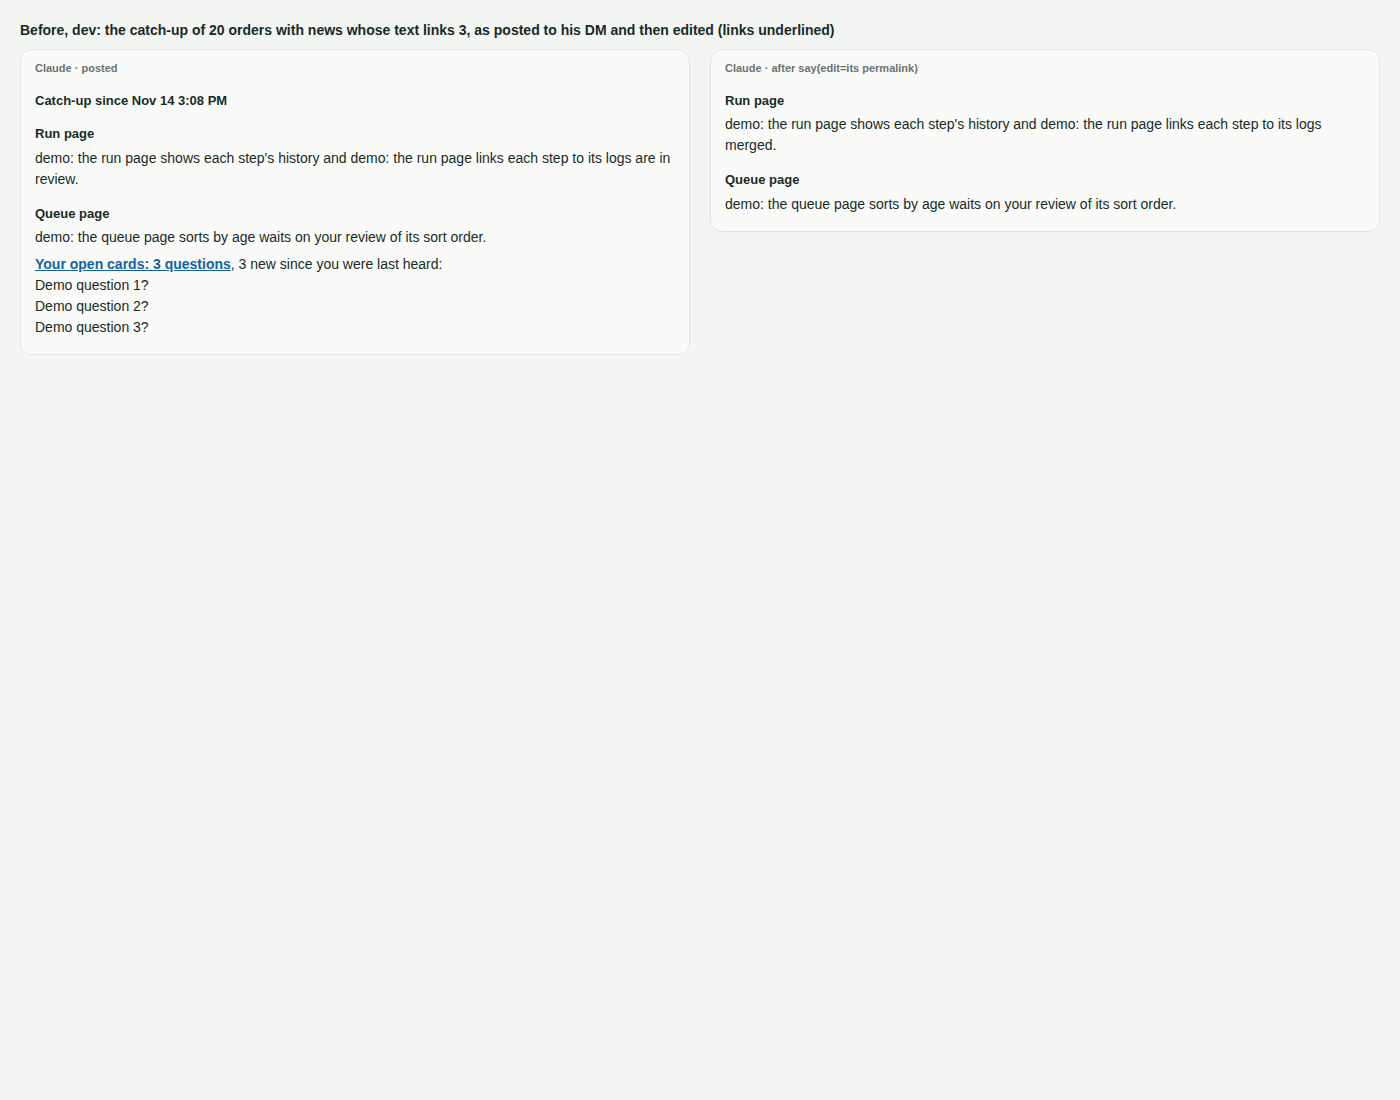 Before, dev: the catch-up of 20 orders with news whose text links 3, as posted to his DM and then edited (links underlined)
Claude · posted
Catch-up since Nov 14 3:08 PM
Run page
demo: the run page shows each step's history and demo: the run page links each step to its logs are in
review.
Queue page
demo: the queue page sorts by age waits on your review of its sort order.
Your open cards: 3 questions, 3 new since you were last heard:
Demo question 1?
Demo question 2?
Demo question 3?
Claude · after say(edit=its permalink)
Run page
demo: the run page shows each step's history and demo: the run page links each step to its logs
merged.
Queue page
demo: the queue page sorts by age waits on your review of its sort order.